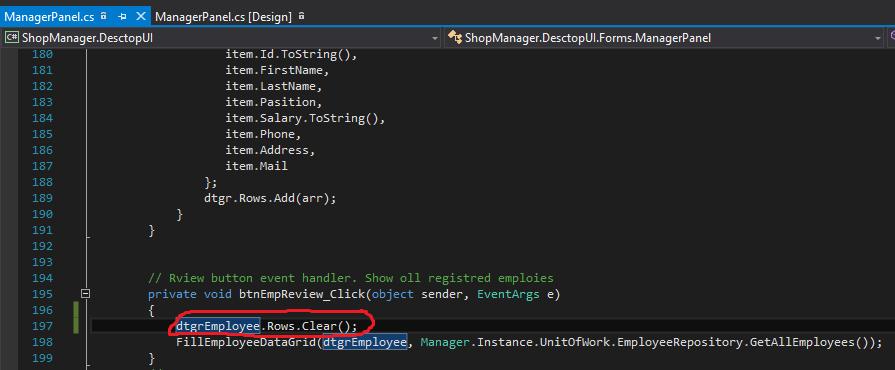 ManagerPanel.cs ManagerPanel.cs [Design]
C# ShopManager.DesctopUI ShopManager.DesctopUI.Forms.ManagerPanel
180 item.Id.ToString(),
181 item.FirstName,
182 item.LastName,
183 item.Pasition,
184 item.Salary.ToString(),
185 item.Phone,
186 item.Address,
187 item.Mail
188 };
189 dtgr.Rows.Add(arr);
190 }
191 }
192
193
194 // Rview button event handler. Show oll registred emploies
195 private void btnEmpReview_Click(object sender, EventArgs e)
196 {
197 dtgrEmployee.Rows.Clear();
198 FillEmployeeDataGrid(dtgrEmployee, Manager.Instance.UnitOfWork.EmployeeRepository.GetAllEmployees());
199 }